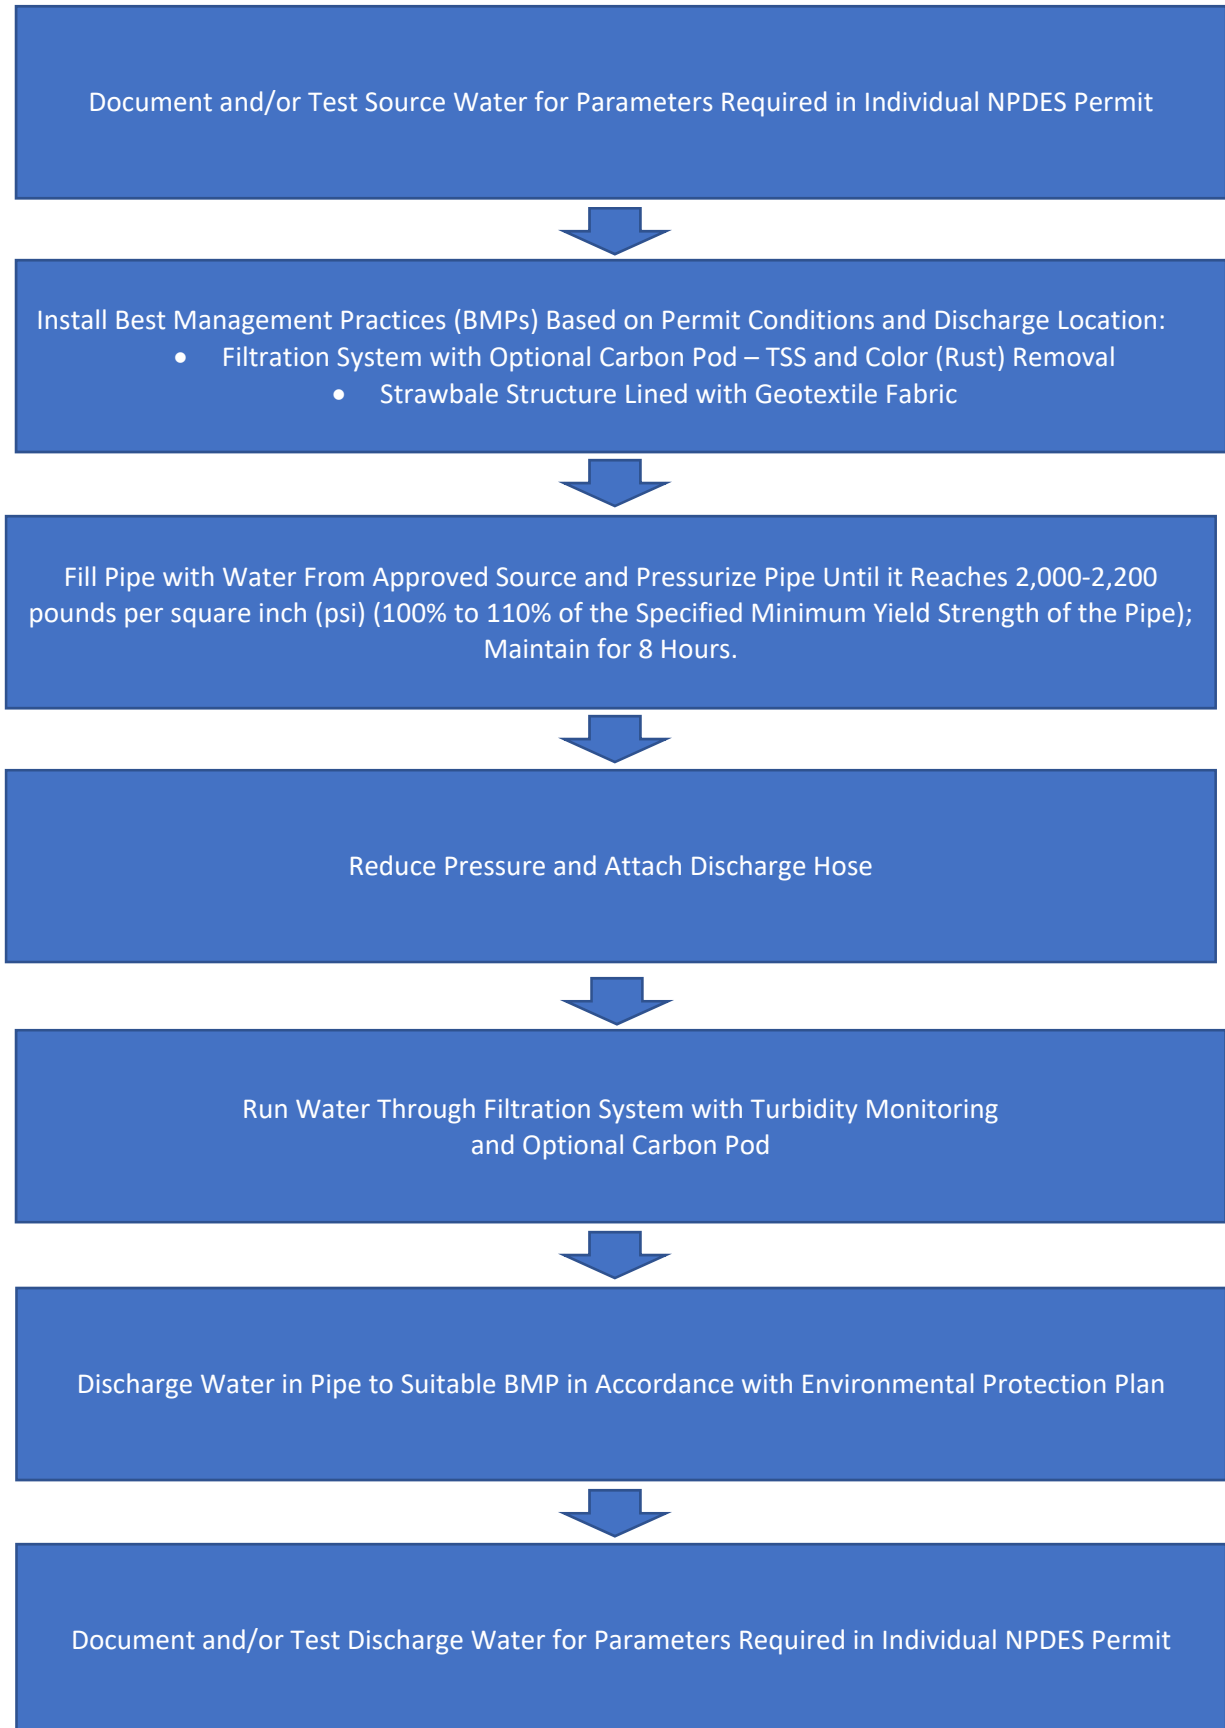 Document and/or Test Source Water for Parameters Required in Individual NPDES Permit
Install Best Management Practices (BMPs) Based on Permit Conditions and Discharge Location:
• Filtration System with Optional Carbon Pod – TSS and Color (Rust) Removal
• Strawbale Structure Lined with Geotextile Fabric
Fill Pipe with Water From Approved Source and Pressurize Pipe Until it Reaches 2,000-2,200
pounds per square inch (psi) (100% to 110% of the Specified Minimum Yield Strength of the Pipe);
Maintain for 8 Hours.
Reduce Pressure and Attach Discharge Hose
Run Water Through Filtration System with Turbidity Monitoring
and Optional Carbon Pod
Discharge Water in Pipe to Suitable BMP in Accordance with Environmental Protection Plan
Document and/or Test Discharge Water for Parameters Required in Individual NPDES Permit